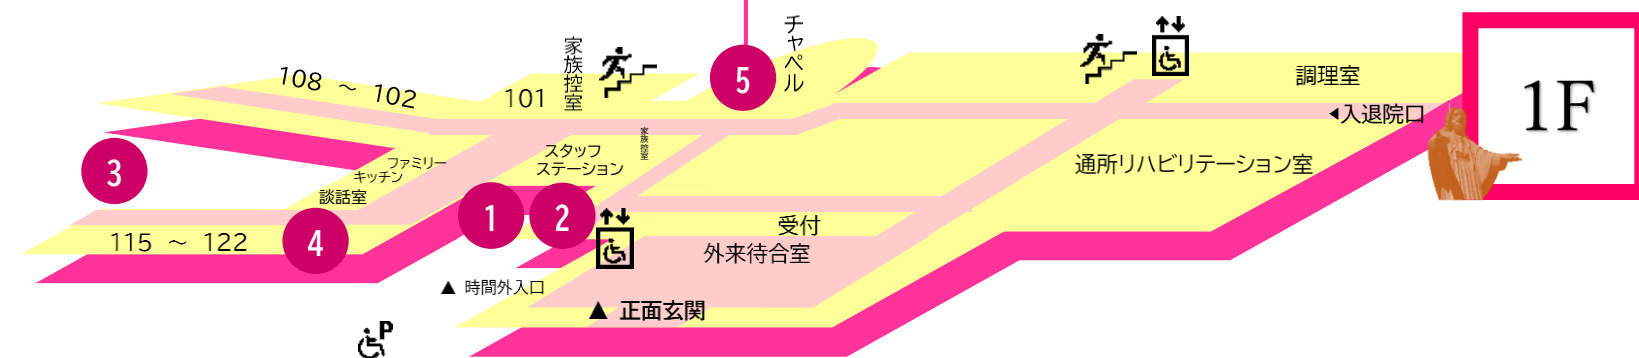 チャペル
家族控室
5
108 ～ 102
101
調理室
◀入退院口
1F
家族控室
スタッフ
ステーション
ファミリー
キッチン
談話室
3
通所リハビリテーション室
1
2
4
115 ～ 122
受付
外来待合室
▲ 時間外入口
▲ 正面玄関
P